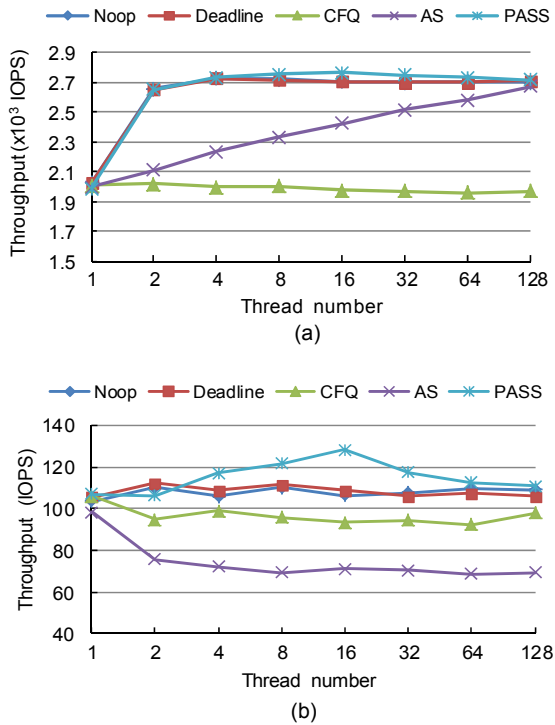 Noop Deadline CFQ AS PASS
2.9
2.7
2.5
2.3
2.1
1.9
1.7
1.5
Throughput (x10⁻³ IOPS)
1 2 4 8 16 32 64 128
Thread number
(a)
Noop Deadline CFQ AS PASS
140
120
100
80
60
40
Throughput (IOPS)
1 2 4 8 16 32 64 128
Thread number
(b)